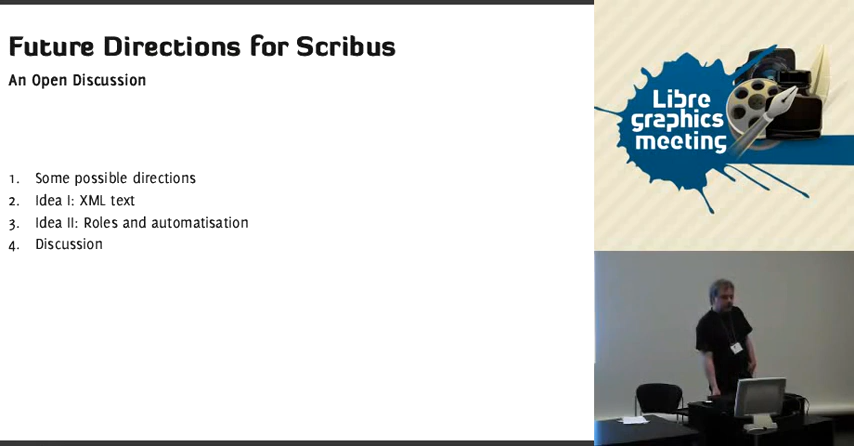 Future Directions for Scribus
An Open Discussion
1. Some possible directions
2. Idea I: XML text
3. Idea II: Roles and automatisation
4. Discussion
Libre
graphics
meeting